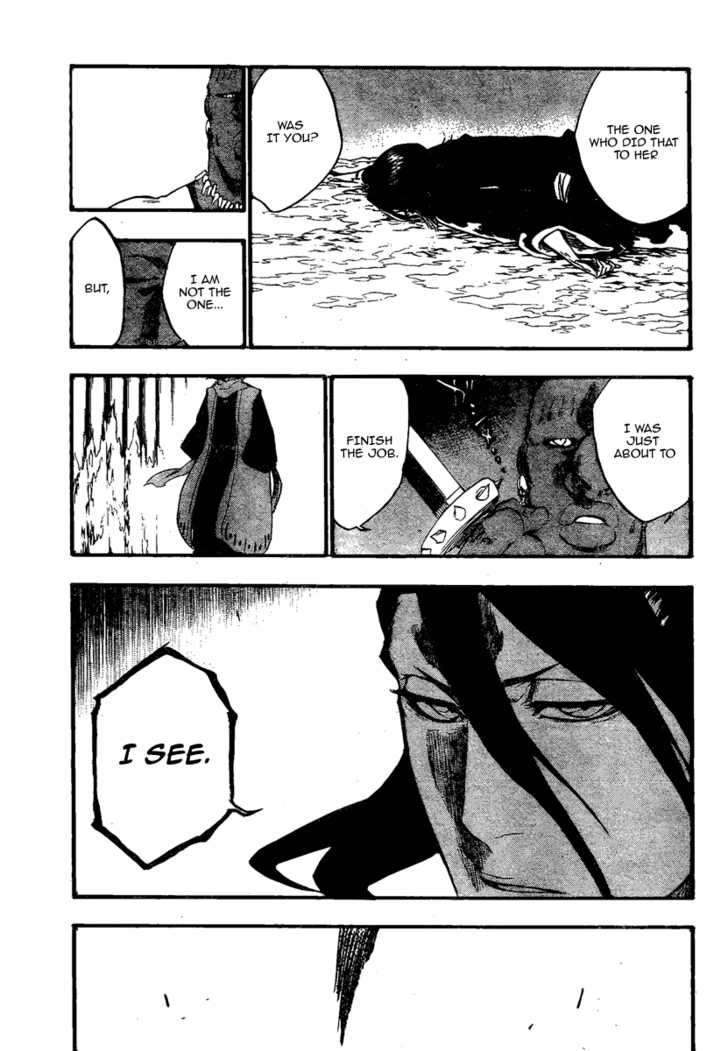 THE ONE
WHO DID THAT
TO HER
WAS
IT YOU?
I AM
NOT THE
ONE...
BUT,
I WAS
JUST
ABOUT TO
FINISH
THE JOB.
I SEE.